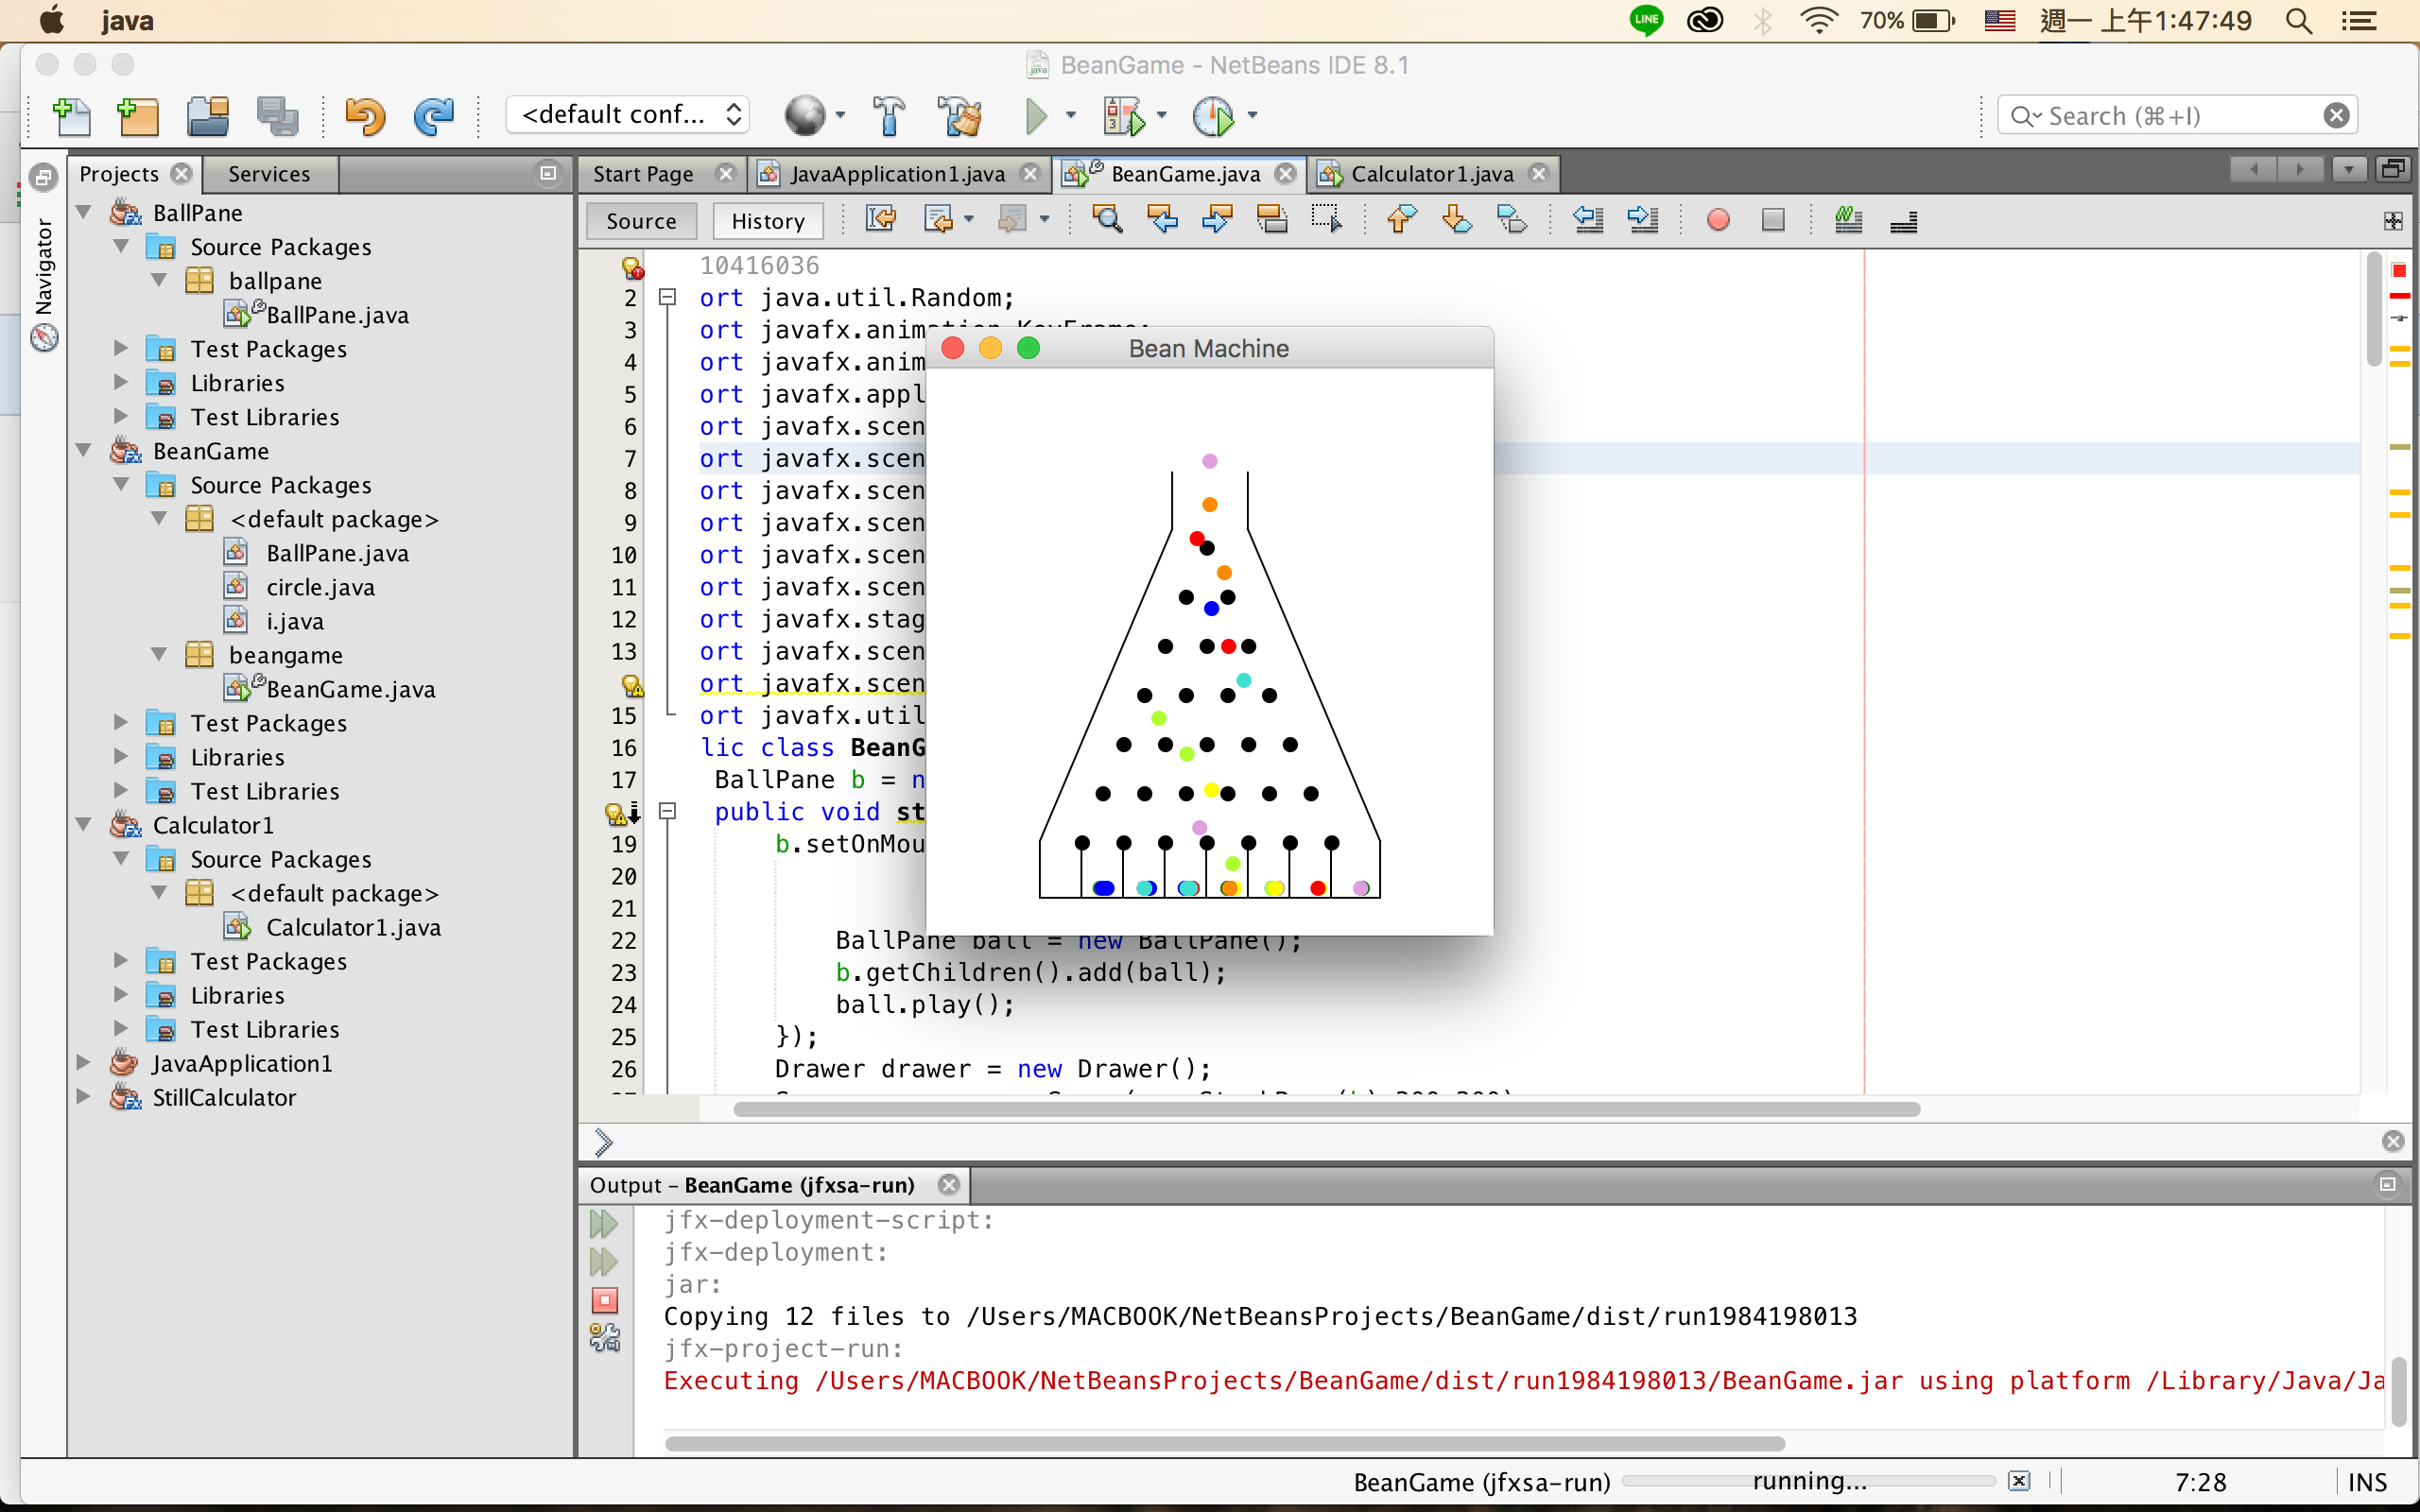 java
LINE
70%
週一 上午1:47:49
BeanGame - NetBeans IDE 8.1
<default conf...
Search (⌘+I)
Navigator
Projects
Services
BallPane
Source Packages
ballpane
BallPane.java
Test Packages
Libraries
Test Libraries
BeanGame
Source Packages
<default package>
BallPane.java
circle.java
i.java
beangame
BeanGame.java
Test Packages
Libraries
Test Libraries
Calculator1
Source Packages
<default package>
Calculator1.java
Test Packages
Libraries
Test Libraries
JavaApplication1
StillCalculator
Start Page
JavaApplication1.java
BeanGame.java
Calculator1.java
Source
History
10416036
2 ort java.util.Random;
3 ort javafx.animation.KeyFrame;
4 ort javafx.anim
5 ort javafx.appl
6 ort javafx.scen
7 ort javafx.scen
8 ort javafx.scen
9 ort javafx.scen
10 ort javafx.scen
11 ort javafx.scen
12 ort javafx.stag
13 ort javafx.scen
ort javafx.scen
15 ort javafx.util
16 lic class BeanG
17 BallPane b = n
public void st
19 b.setOnMou
20
21
22 BallPane ball = new BallPane();
23 b.getChildren().add(ball);
24 ball.play();
25 });
26 Drawer drawer = new Drawer();
Bean Machine
Output – BeanGame (jfxsa-run)
jfx-deployment-script:
jfx-deployment:
jar:
Copying 12 files to /Users/MACBOOK/NetBeansProjects/BeanGame/dist/run1984198013
jfx-project-run:
Executing /Users/MACBOOK/NetBeansProjects/BeanGame/dist/run1984198013/BeanGame.jar using platform /Library/Java/Ja
BeanGame (jfxsa-run)
running...
7:28
INS